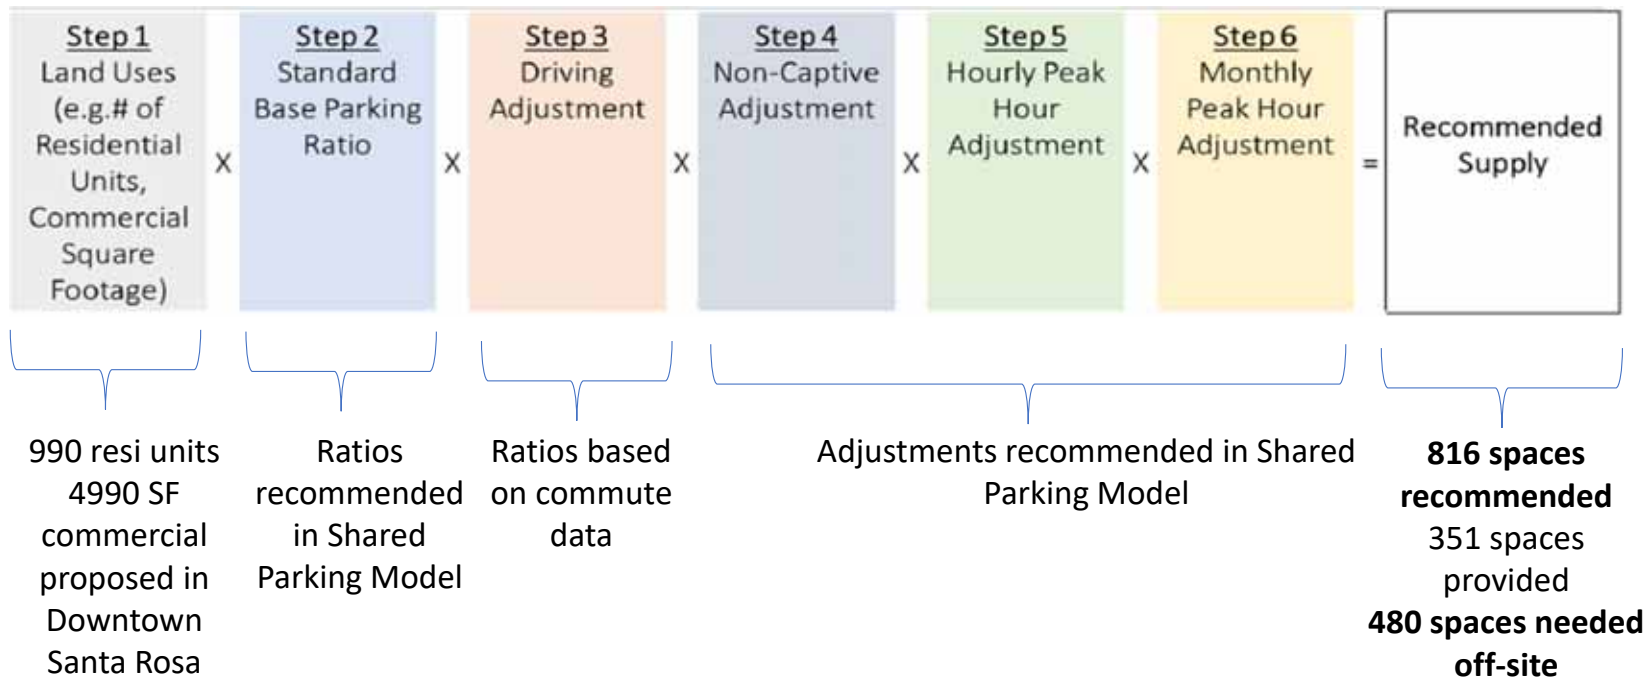 Step 1
Land Uses
(e.g.# of
Residential
Units,
Commercial
Square
Footage)
X
Step 2
Standard
Base Parking
Ratio
X
Step 3
Driving
Adjustment
X
Step 4
Non-Captive
Adjustment
X
Step 5
Hourly Peak
Hour
Adjustment
X
Step 6
Monthly
Peak Hour
Adjustment
=
Recommended
Supply
990 resi units
4990 SF
commercial
proposed in
Downtown
Santa Rosa
Ratios
recommended
in Shared
Parking Model
Ratios based
on commute
data
Adjustments recommended in Shared
Parking Model
816 spaces
recommended
351 spaces
provided
480 spaces needed
off-site